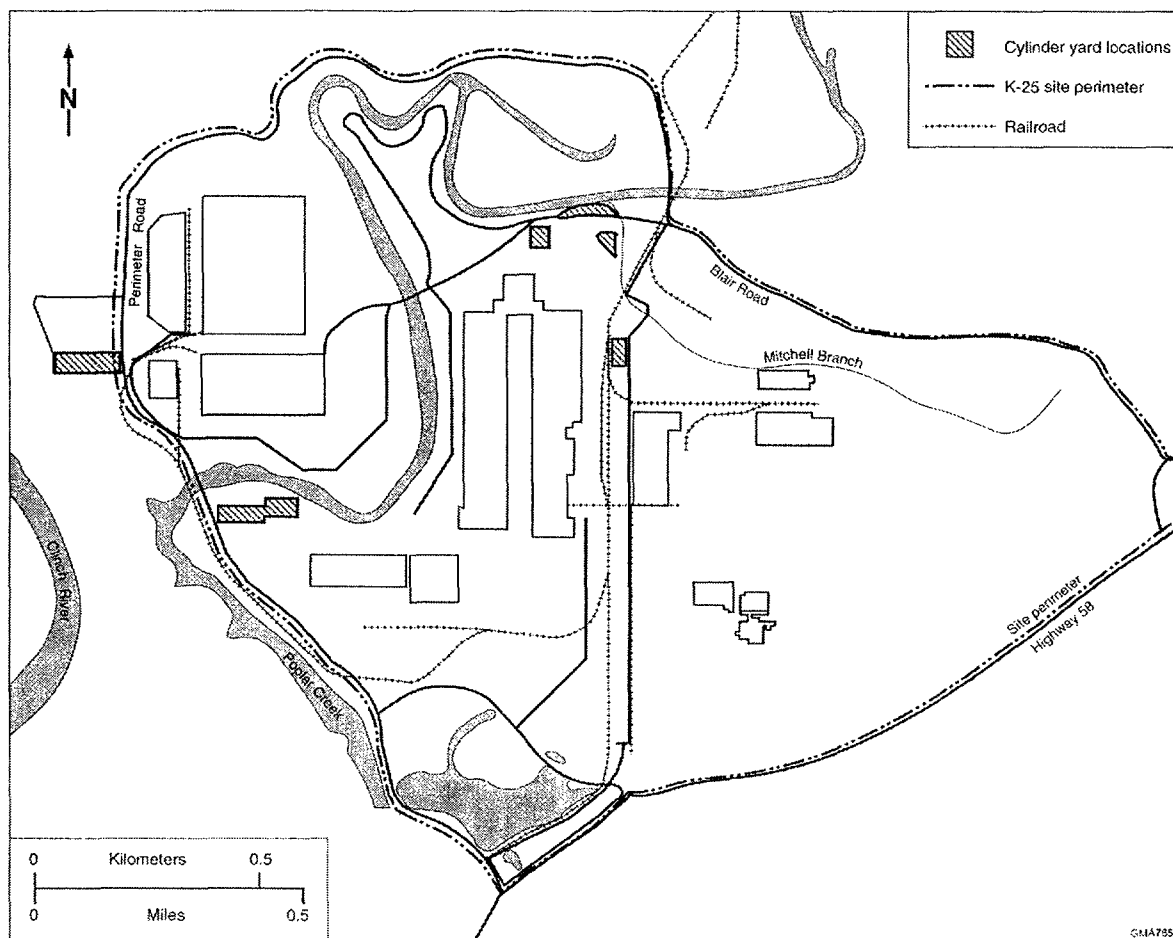 N
Cylinder yard locations
K-25 site perimeter
Railroad
Perimeter Road
Blair Road
Mitchell Branch
Clinch River
Poplar Creek
Site perimeter
Highway 58
0 Kilometers 0.5
0 Miles 0.5